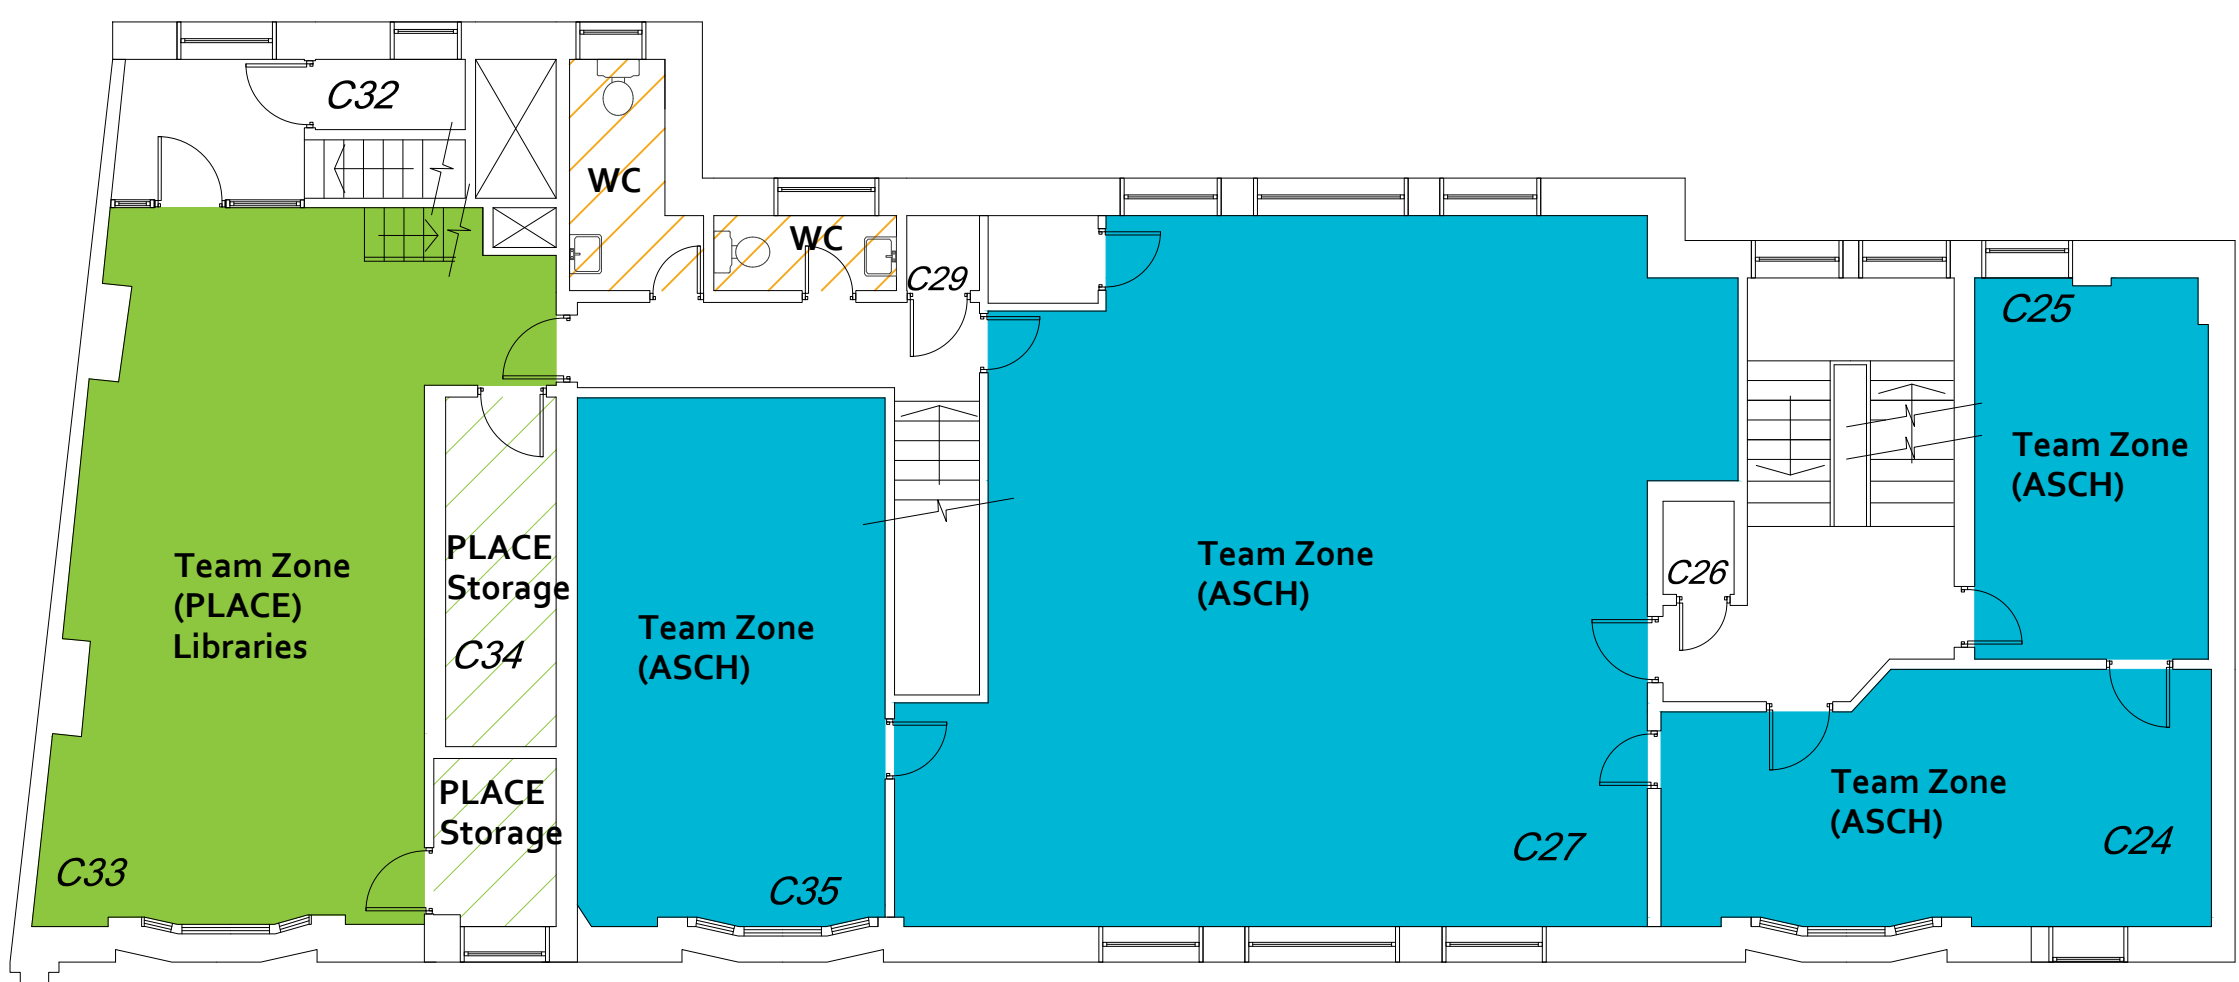 C32
WC
WC
C29
C25
Team Zone
(ASCH)
PLACE
Storage
Team Zone
(PLACE)
Libraries
Team Zone
(ASCH)
C26
C34
Team Zone
(ASCH)
PLACE
Storage
Team Zone
(ASCH)
C33
C35
C27
C24